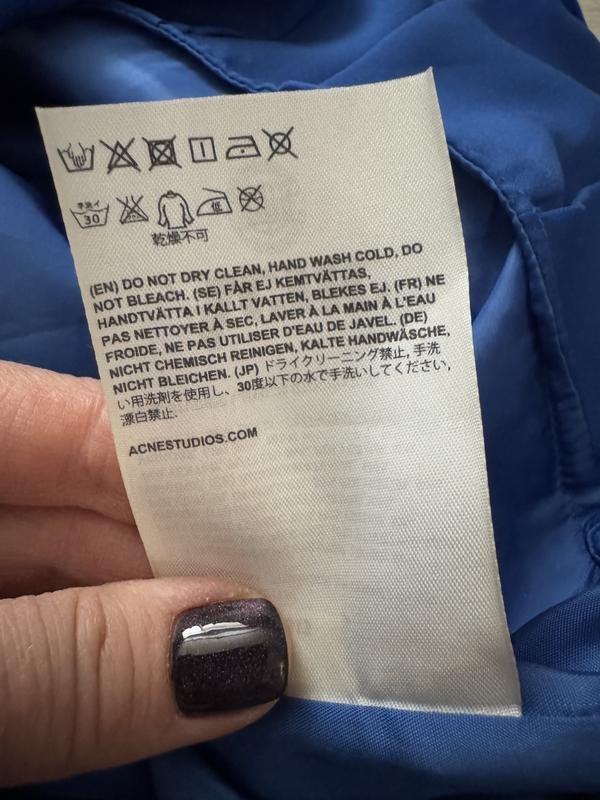 手洗イ
30
低
乾燥不可
(EN) DO NOT DRY CLEAN, HAND WASH COLD, DO
NOT BLEACH. (SE) FÅR EJ KEMTVÄTTAS,
HANDTVÄTTA I KALLT VATTEN, BLEKES EJ. (FR) NE
PAS NETTOYER À SEC, LAVER À LA MAIN À L'EAU
FROIDE, NE PAS UTILISER D'EAU DE JAVEL. (DE)
NICHT CHEMISCH REINIGEN, KALTE HANDWÄSCHE,
NICHT BLEICHEN. (JP) ドライクリーニング禁止, 手洗
い用洗剤を使用し、30度以下の水で手洗いしてください,
漂白禁止.
ACNESTUDIOS.COM